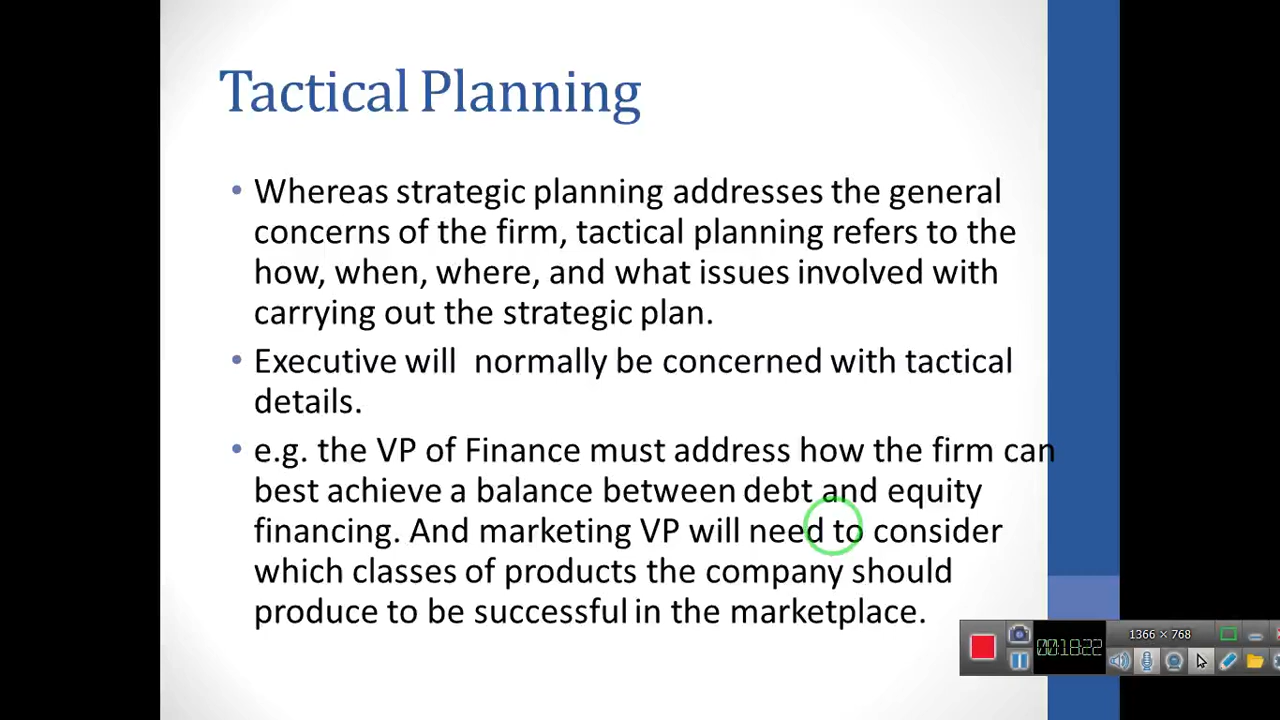 Tactical Planning
• Whereas strategic planning addresses the general
concerns of the firm, tactical planning refers to the
how, when, where, and what issues involved with
carrying out the strategic plan.
• Executive will  normally be concerned with tactical
details.
• e.g. the VP of Finance must address how the firm can
best achieve a balance between debt and equity
financing. And marketing VP will need to consider
which classes of products the company should
produce to be successful in the marketplace.
1366 × 768
00:18:22